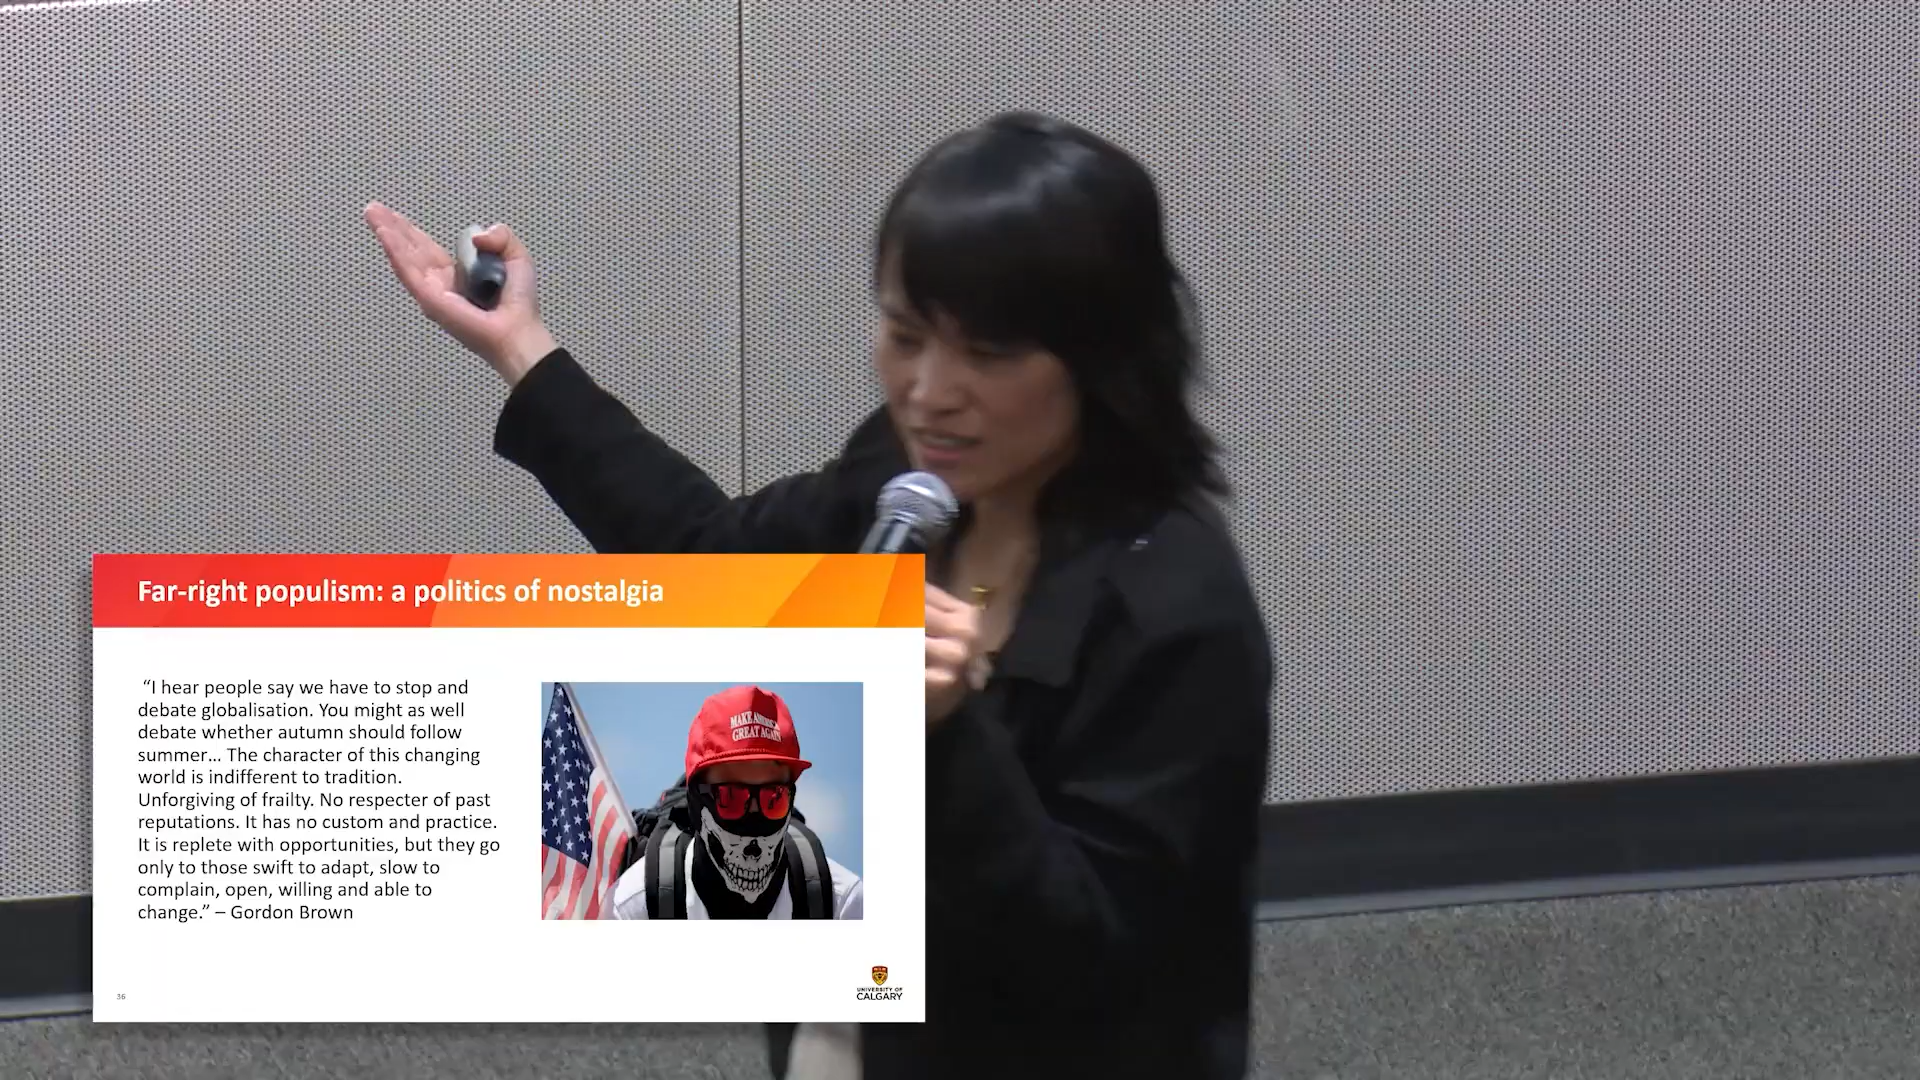 Far-right populism: a politics of nostalgia
“I hear people say we have to stop and
debate globalisation. You might as well
debate whether autumn should follow
summer… The character of this changing
world is indifferent to tradition.
Unforgiving of frailty. No respecter of past
reputations. It has no custom and practice.
It is replete with opportunities, but they go
only to those swift to adapt, slow to
complain, open, willing and able to
change.” – Gordon Brown
MAKE AMERICA
GREAT AGAIN
36
UNIVERSITY OF
CALGARY